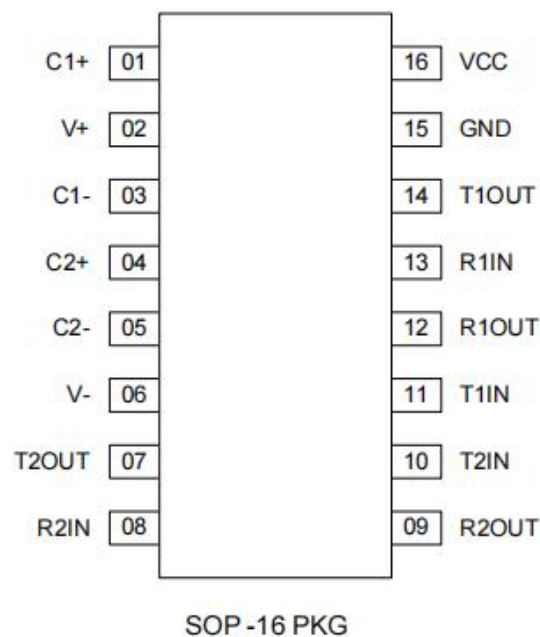 C1+ 01 16 VCC
V+ 02 15 GND
C1- 03 14 T1OUT
C2+ 04 13 R1IN
C2- 05 12 R1OUT
V- 06 11 T1IN
T2OUT 07 10 T2IN
R2IN 08 09 R2OUT
SOP -16 PKG